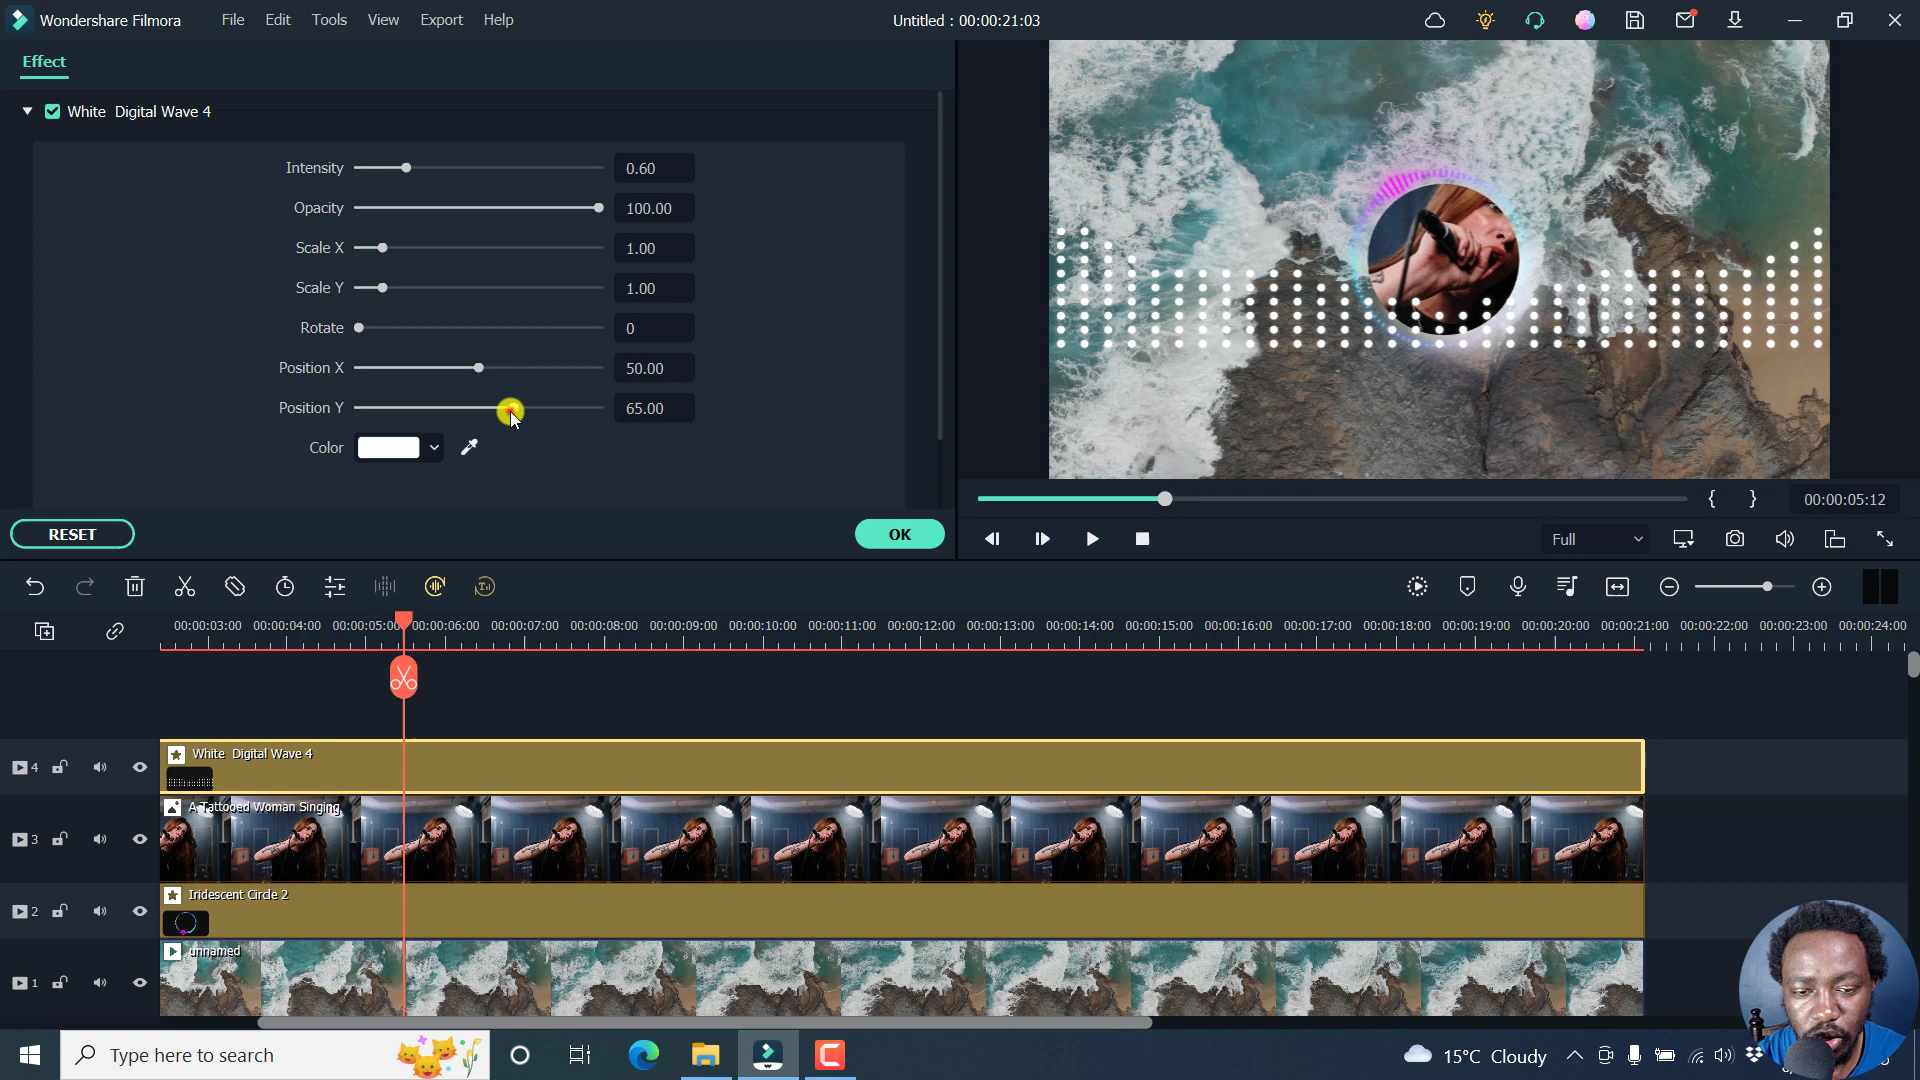 Wondershare Filmora File Edit Tools View Export Help Untitled : 00:00:21:03
Effect
White Digital Wave 4
Intensity 0.60
Opacity 100.00
Scale X 1.00
Scale Y 1.00
Rotate 0
Position X 50.00
Position Y 65.00
Color
RESET OK
00:00:05:12
Full
00:00:03:00 00:00:04:00 00:00:05:00 00:00:06:00 00:00:07:00 00:00:08:00 00:00:09:00 00:00:10:00 00:00:11:00 00:00:12:00 00:00:13:00 00:00:14:00 00:00:15:00 00:00:16:00 00:00:17:00 00:00:18:00 00:00:19:00 00:00:20:00 00:00:21:00 00:00:22:00 00:00:23:00 00:00:24:00
4 White Digital Wave 4
A Tattooed Woman Singing
3
Iridescent Circle 2
2
unnamed
1
Type here to search 15°C Cloudy